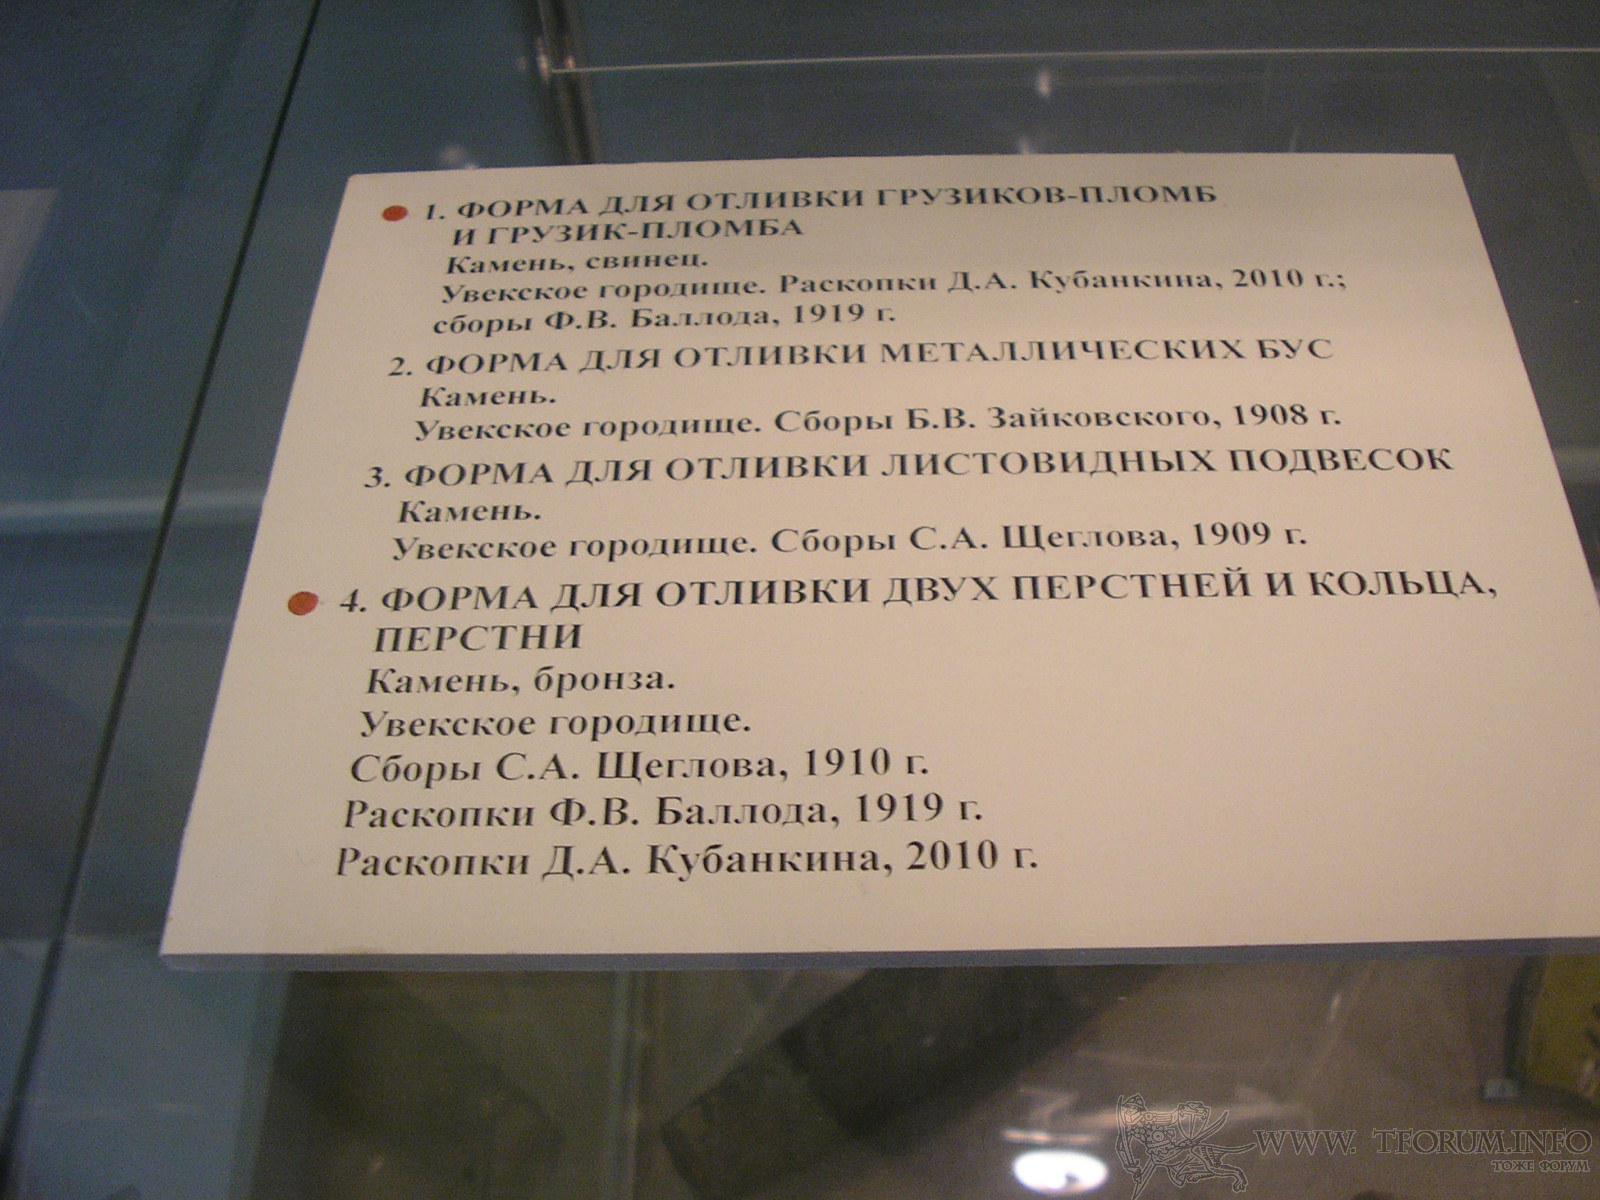 1. ФОРМА ДЛЯ ОТЛИВКИ ГРУЗИКОВ-ПЛОМБ
И ГРУЗИК-ПЛОМБА
Камень, свинец.
Увекское городище. Раскопки Д.А. Кубанкина, 2010 г.;
сборы Ф.В. Баллода, 1919 г.
2. ФОРМА ДЛЯ ОТЛИВКИ МЕТАЛЛИЧЕСКИХ БУС
Камень.
Увекское городище. Сборы Б.В. Зайковского, 1908 г.
3. ФОРМА ДЛЯ ОТЛИВКИ ЛИСТОВИДНЫХ ПОДВЕСОК
Камень.
Увекское городище. Сборы С.А. Щеглова, 1909 г.
4. ФОРМА ДЛЯ ОТЛИВКИ ДВУХ ПЕРСТНЕЙ И КОЛЬЦА,
ПЕРСТНИ
Камень, бронза.
Увекское городище.
Сборы С.А. Щеглова, 1910 г.
Раскопки Ф.В. Баллода, 1919 г.
Раскопки Д.А. Кубанкина, 2010 г.
WWW. TFORUM.INFO
ТОЖЕ ФОРУМ